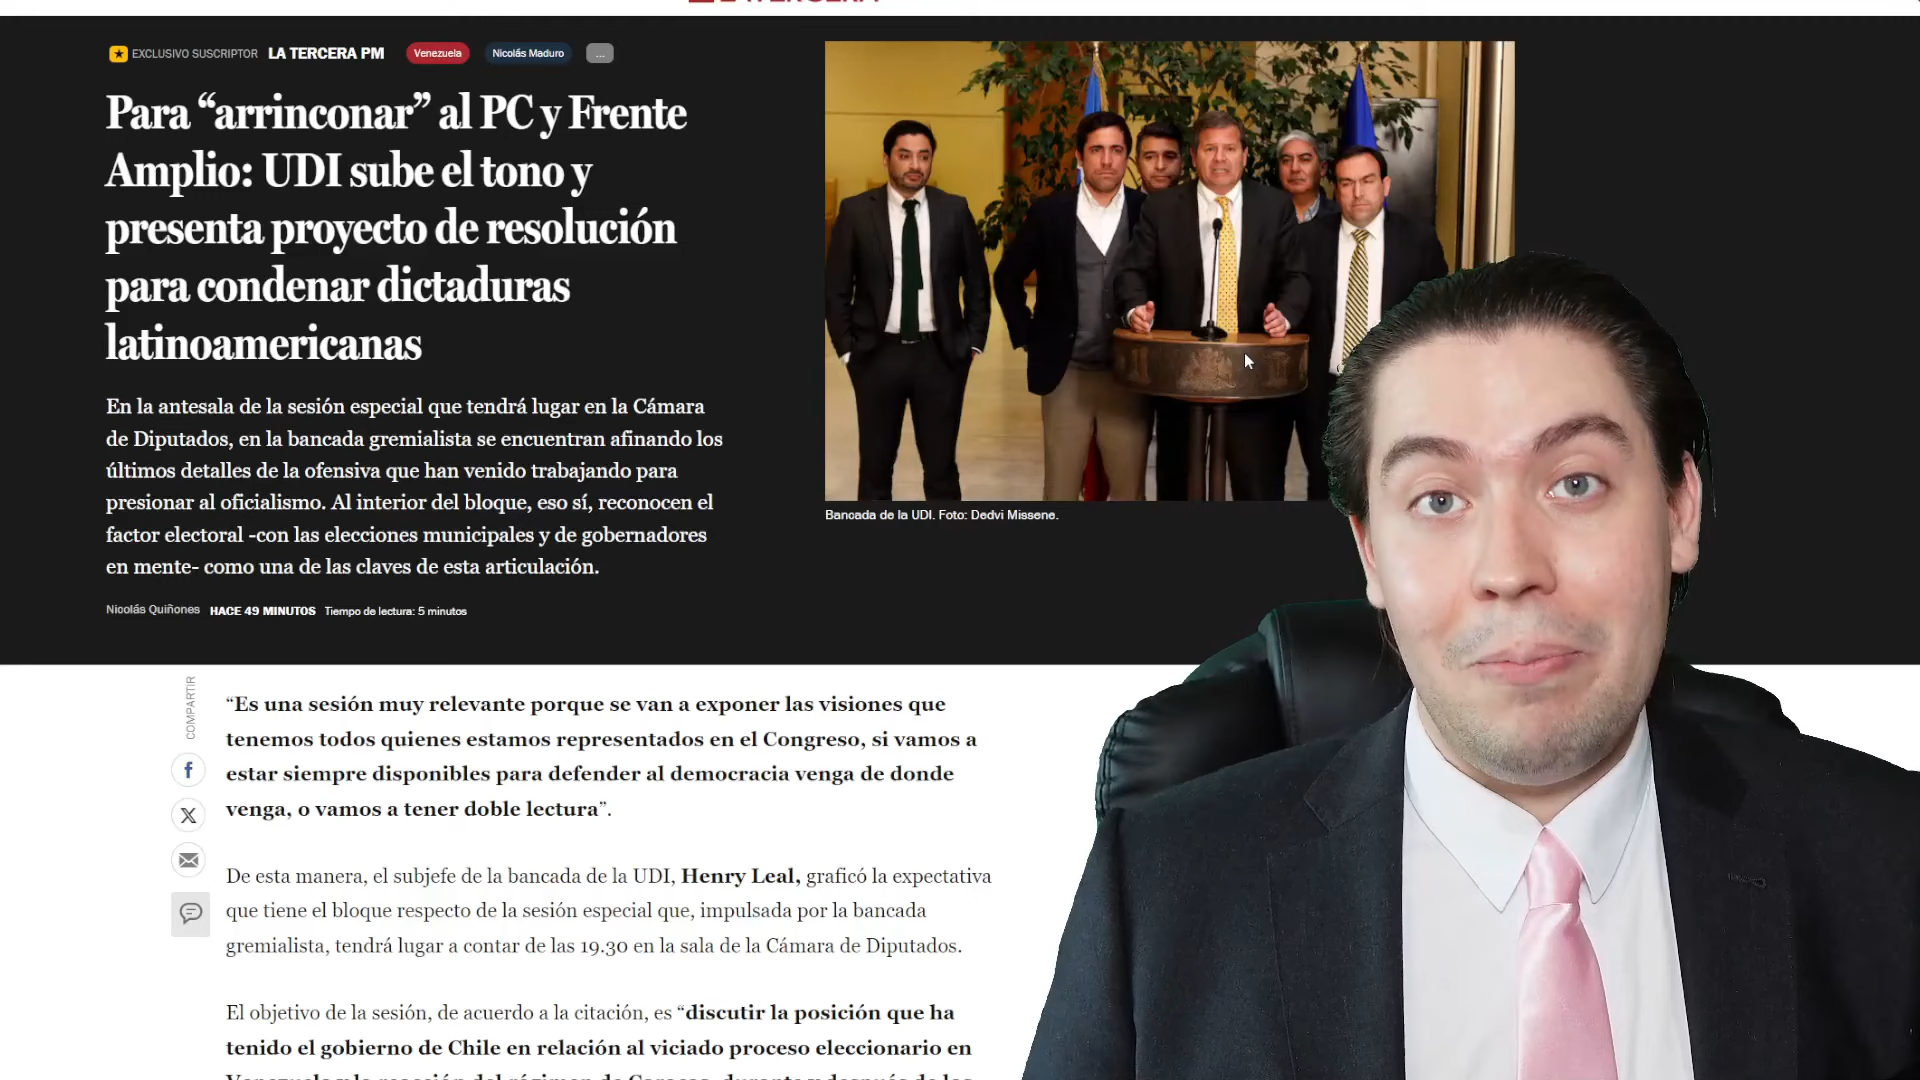 EXCLUSIVO SUSCRIPTOR LA TERCERA PM Venezuela Nicolás Maduro ...
Para “arrinconar” al PC y Frente
Amplio: UDI sube el tono y
presenta proyecto de resolución
para condenar dictaduras
latinoamericanas
En la antesala de la sesión especial que tendrá lugar en la Cámara
de Diputados, en la bancada gremialista se encuentran afinando los
últimos detalles de la ofensiva que han venido trabajando para
presionar al oficialismo. Al interior del bloque, eso sí, reconocen el
factor electoral -con las elecciones municipales y de gobernadores
en mente- como una de las claves de esta articulación.
Nicolás Quiñones HACE 49 MINUTOS Tiempo de lectura: 5 minutos
Bancada de la UDI. Foto: Dedvi Missene.
COMPARTIR
“Es una sesión muy relevante porque se van a exponer las visiones que
tenemos todos quienes estamos representados en el Congreso, si vamos a
estar siempre disponibles para defender al democracia venga de donde
venga, o vamos a tener doble lectura”.
De esta manera, el subjefe de la bancada de la UDI, Henry Leal, graficó la expectativa
que tiene el bloque respecto de la sesión especial que, impulsada por la bancada
gremialista, tendrá lugar a contar de las 19.30 en la sala de la Cámara de Diputados.
El objetivo de la sesión, de acuerdo a la citación, es “discutir la posición que ha
tenido el gobierno de Chile en relación al viciado proceso eleccionario en